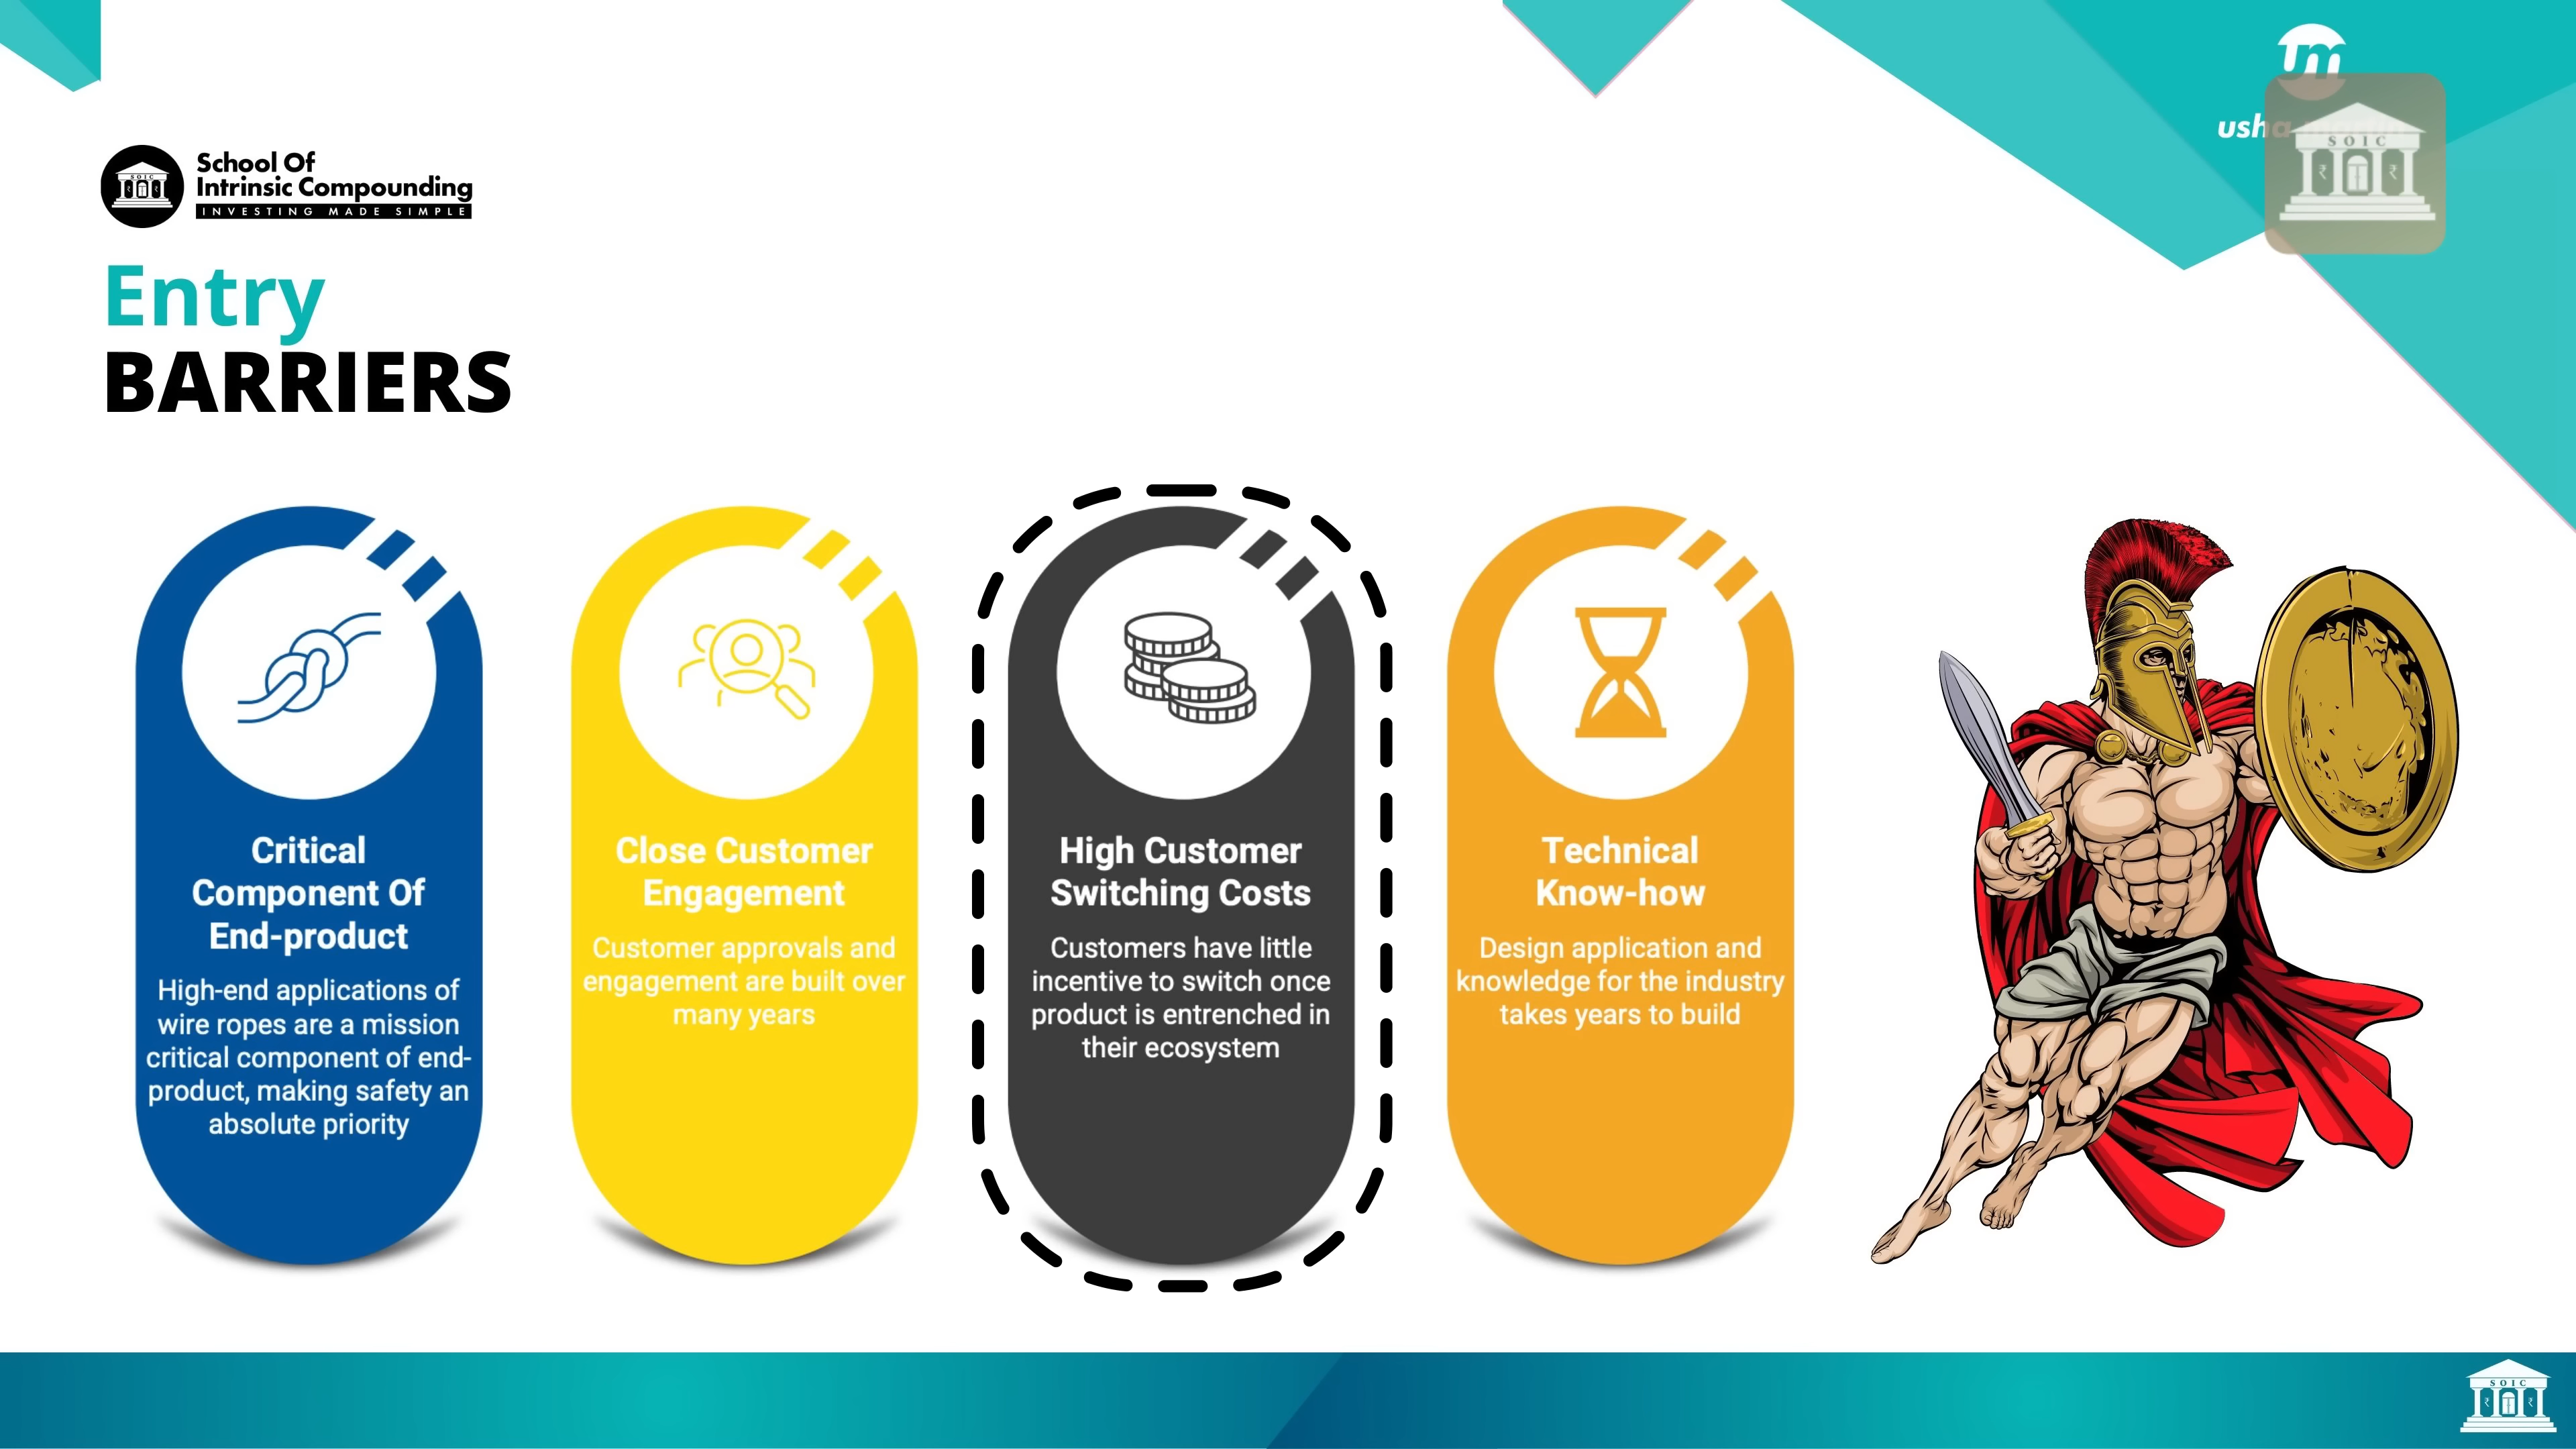 School Of
Intrinsic Compounding
INVESTING MADE SIMPLE
um
SOIC
Entry
BARRIERS
Critical
Component Of
End-product
High-end applications of
wire ropes are a mission
critical component of end-
product, making safety an
absolute priority
Close Customer
Engagement
Customer approvals and
engagement are built over
many years
High Customer
Switching Costs
Customers have little
incentive to switch once
product is entrenched in
their ecosystem
Technical
Know-how
Design application and
knowledge for the industry
takes years to build
SOIC